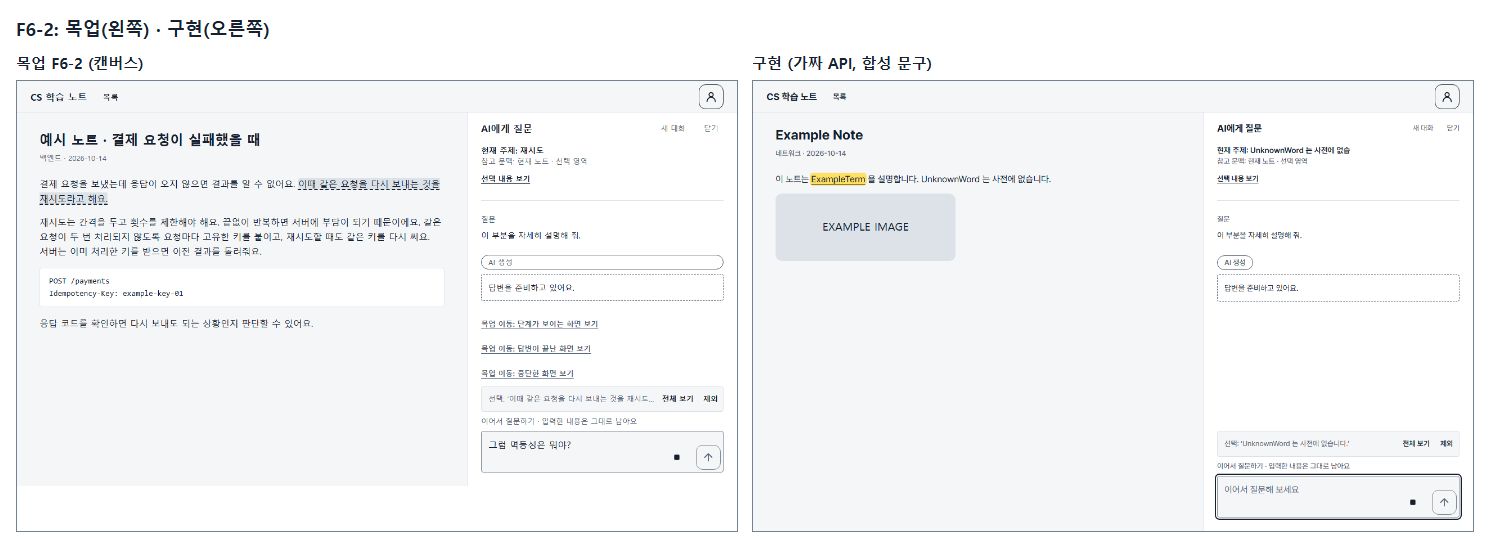 F6-2: 목업(왼쪽) · 구현(오른쪽)
목업 F6-2 (캔버스)
CS 학습 노트 목록
예시 노트 · 결제 요청이 실패했을 때
백엔드 · 2026-10-14
결제 요청을 보냈는데 응답이 오지 않으면 결과를 알 수 없어요. 이때 같은 요청을 다시 보내는 것을
재시도라고 해요.
재시도는 간격을 두고 횟수를 제한해야 해요. 끝없이 반복하면 서버에 부담이 되기 때문이에요. 같은
요청이 두 번 처리되지 않도록 요청마다 고유한 키를 붙이고, 재시도할 때도 같은 키를 다시 써요.
서버는 이미 처리한 키를 받으면 이전 결과를 돌려줘요.
POST /payments
Idempotency-Key: example-key-01
응답 코드를 확인하면 다시 보내도 되는 상황인지 판단할 수 있어요.
AI에게 질문 새 대화 닫기
현재 주제: 재시도
참고 문맥: 현재 노트 · 선택 영역
선택 내용 보기
질문
이 부분을 자세히 설명해 줘.
AI 생성
답변을 준비하고 있어요.
목업 이동: 단계가 보이는 화면 보기
목업 이동: 답변이 끝난 화면 보기
목업 이동: 중단한 화면 보기
선택: ‘이때 같은 요청을 다시 보내는 것을 재시도... 전체 보기 제외
이어서 질문하기 · 입력한 내용은 그대로 남아요
그럼 멱등성은 뭐야?
구현 (가짜 API, 합성 문구)
CS 학습 노트 목록
Example Note
네트워크 · 2026-10-14
이 노트는 ExampleTerm 을 설명합니다. UnknownWord 는 사전에 없습니다.
EXAMPLE IMAGE
AI에게 질문 새 대화 닫기
현재 주제: UnknownWord 는 사전에 없습
참고 문맥: 현재 노트 · 선택 영역
선택 내용 보기
질문
이 부분을 자세히 설명해 줘.
AI 생성
답변을 준비하고 있어요.
선택: ‘UnknownWord 는 사전에 없습니다.’ 전체 보기 제외
이어서 질문하기 · 입력한 내용은 그대로 남아요
이어서 질문해 보세요